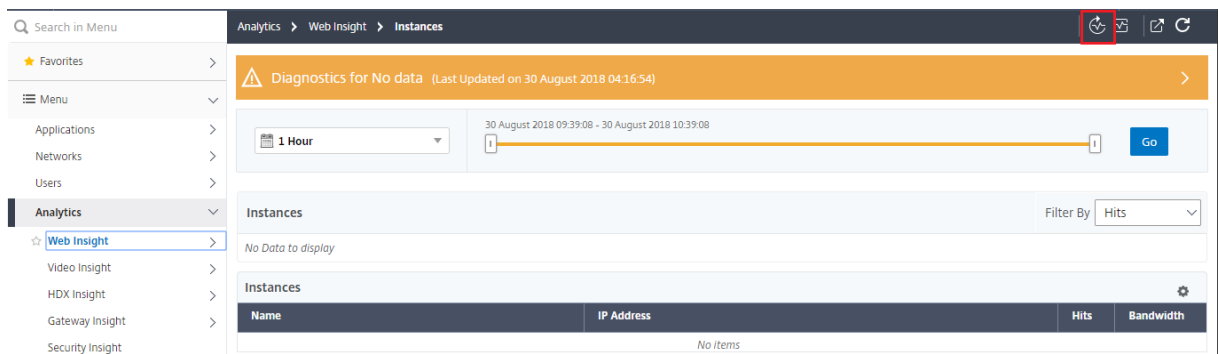 Search in Menu
Analytics > Web Insight > Instances
Favorites
Menu
Applications
Networks
Users
Analytics
Web Insight
Video Insight
HDX Insight
Gateway Insight
Security Insight
Diagnostics for No data (Last Updated on 30 August 2018 04:16:54)
1 Hour
30 August 2018 09:39:08 - 30 August 2018 10:39:08
Go
Instances
Filter By Hits
No Data to display
Instances
Name IP Address Hits Bandwidth
No items